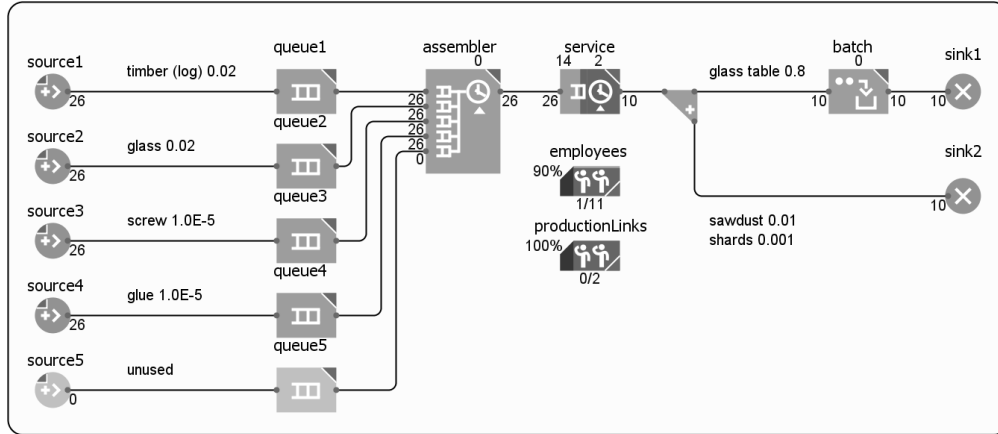 source1
26
timber (log) 0.02
queue1
source2
26
glass 0.02
queue2
source3
26
screw 1.0E-5
queue3
source4
26
glue 1.0E-5
queue4
source5
0
unused
queue5
assembler
0
26
26
26
26
0
26
service
14 2
26
10
employees
90%
1/11
productionLinks
100%
0/2
glass table 0.8
batch
0
10
10
sink1
10
sink2
10
sawdust 0.01
shards 0.001